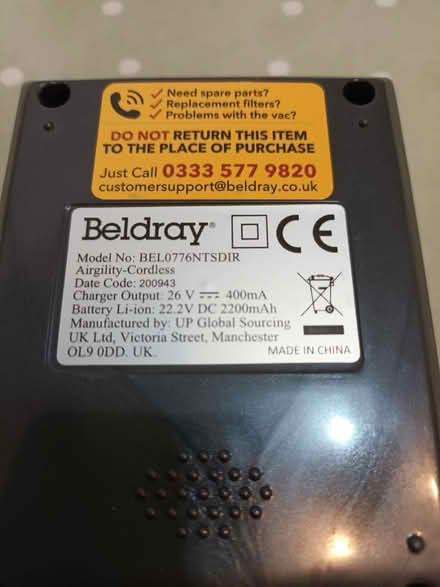 Need spare parts?
Replacement filters?
Problems with the vac?
DO NOT RETURN THIS ITEM
TO THE PLACE OF PURCHASE
Just Call 0333 577 9820
customersupport@beldray.co.uk
Beldray® CE
Model No: BEL0776NTSDIR
Airgility-Cordless
Date Code: 200943
Charger Output: 26 V ⎓ 400mA
Battery Li-ion: 22.2V DC 2200mAh
Manufactured by: UP Global Sourcing
UK Ltd, Victoria Street, Manchester
OL9 0DD. UK.
MADE IN CHINA